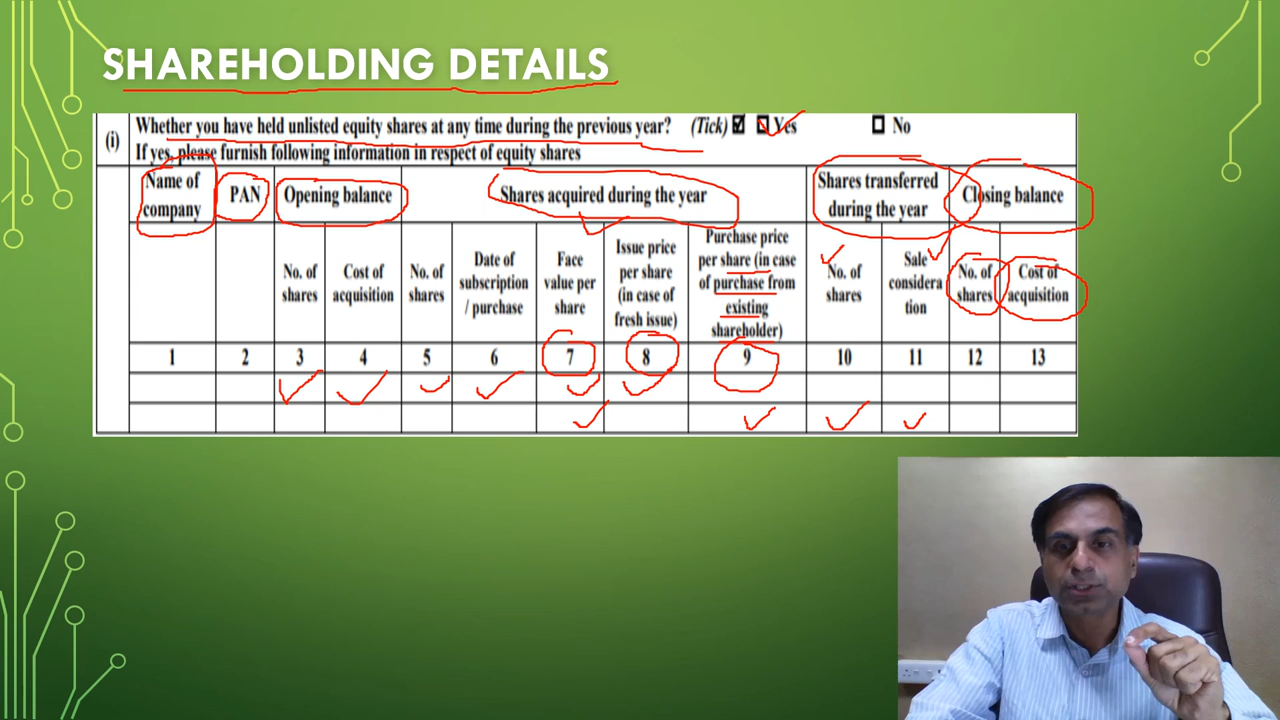 SHAREHOLDING DETAILS
(i)
Whether you have held unlisted equity shares at any time during the previous year? (Tick) ☑ ☐ Yes ☐ No
If yes, please furnish following information in respect of equity shares
Name of company
PAN
Opening balance
Shares acquired during the year
Shares transferred during the year
Closing balance
No. of shares
Cost of acquisition
No. of shares
Date of subscription / purchase
Face value per share
Issue price per share (in case of fresh issue)
Purchase price per share (in case of purchase from existing shareholder)
No. of shares
Sale considera tion
No. of shares
Cost of acquisition
1 2 3 4 5 6 7 8 9 10 11 12 13